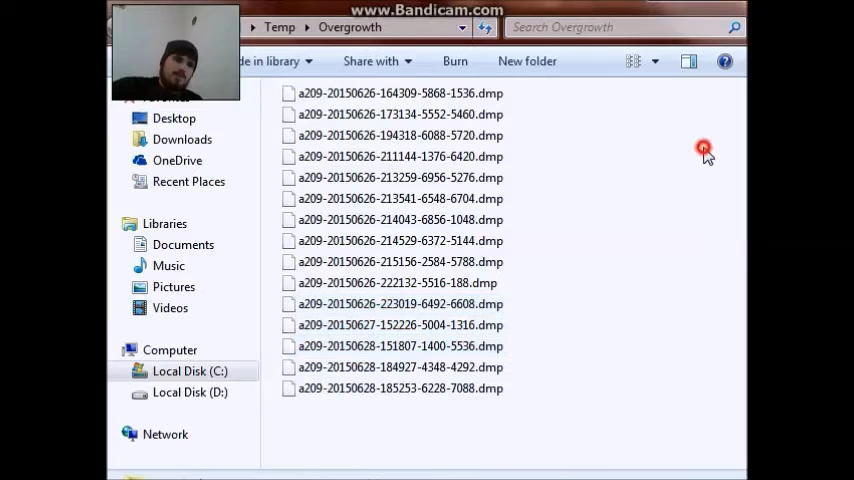 www.Bandicam.com
Temp Overgrowth Search Overgrowth
de in library Share with Burn New folder
Desktop
Downloads
OneDrive
Recent Places
Libraries
Documents
Music
Pictures
Videos
Computer
Local Disk (C:)
Local Disk (D:)
Network
a209-20150626-164309-5868-1536.dmp
a209-20150626-173134-5552-5460.dmp
a209-20150626-194318-6088-5720.dmp
a209-20150626-211144-1376-6420.dmp
a209-20150626-213259-6956-5276.dmp
a209-20150626-213541-6548-6704.dmp
a209-20150626-214043-6856-1048.dmp
a209-20150626-214529-6372-5144.dmp
a209-20150626-215156-2584-5788.dmp
a209-20150626-222132-5516-188.dmp
a209-20150626-223019-6492-6608.dmp
a209-20150627-152226-5004-1316.dmp
a209-20150628-151807-1400-5536.dmp
a209-20150628-184927-4348-4292.dmp
a209-20150628-185253-6228-7088.dmp